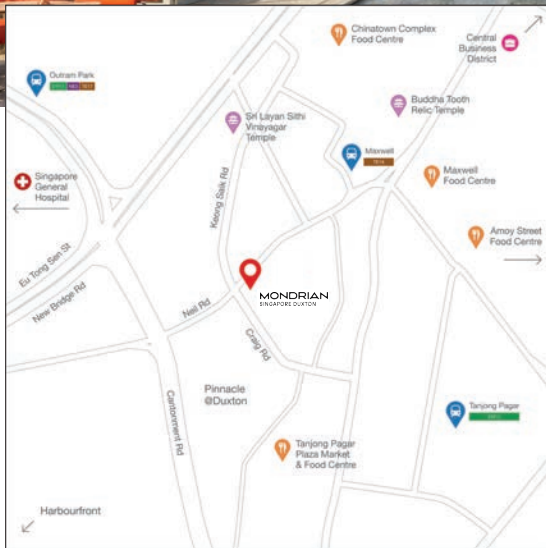 Chinatown Complex
Food Centre
Central
Business
District
Outram Park
Buddha Tooth
Relic Temple
Sri Layan Sithi
Vinayagar
Temple
Maxwell
Maxwell
Food Centre
Singapore
General
Hospital
Keong Saik Rd
Amoy Street
Food Centre
Eu Tong Sen St
New Bridge Rd
MONDRIAN
SINGAPORE DUXTON
Neil Rd
Craig Rd
Pinnacle
@Duxton
Cantonment Rd
Tanjong Pagar
Tanjong Pagar
Plaza Market
& Food Centre
Harbourfront